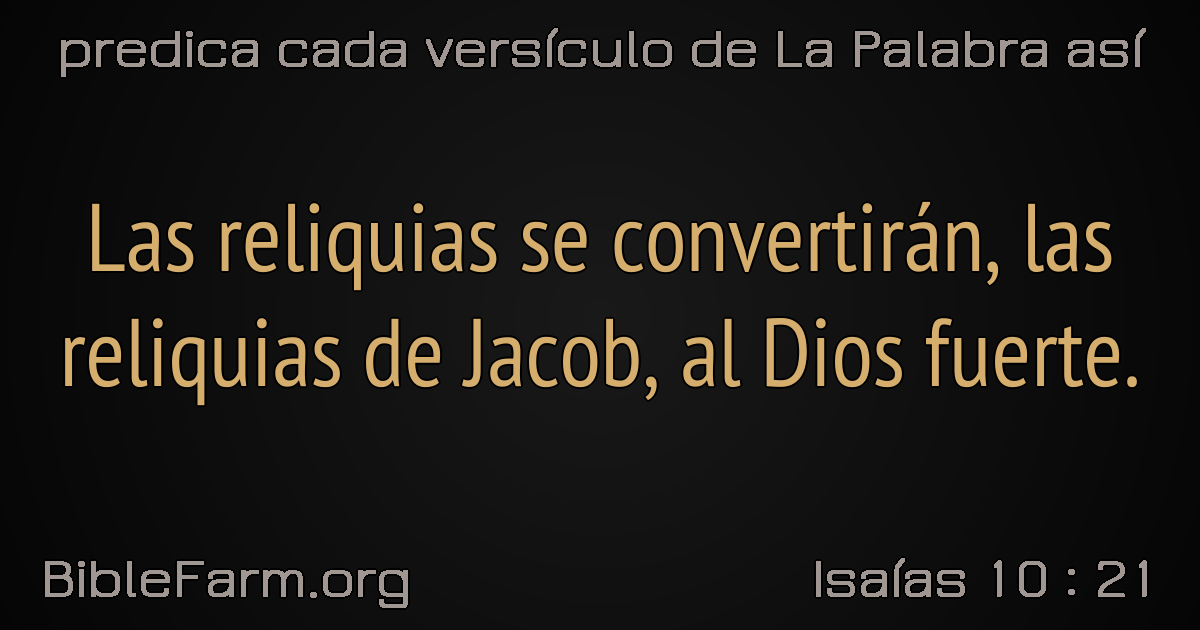 predica cada versículo de La Palabra así
Las reliquias se convertirán, las
reliquias de Jacob, al Dios fuerte.
BibleFarm.org
Isaías 10 : 21